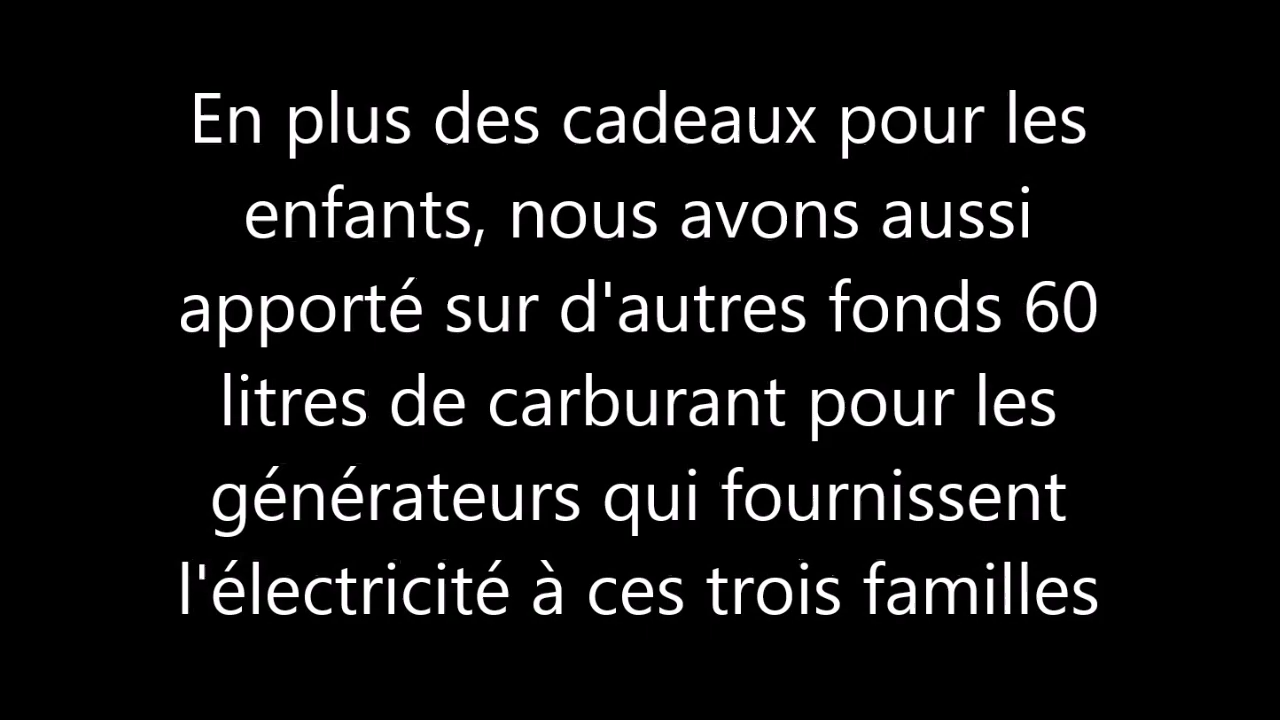 En plus des cadeaux pour les
enfants, nous avons aussi
apporté sur d'autres fonds 60
litres de carburant pour les
générateurs qui fournissent
l'électricité à ces trois familles